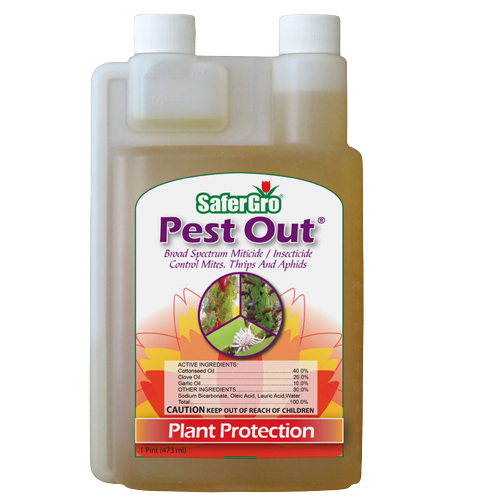 SaferGro®
Pest Out®
Broad Spectrum Miticide / Insecticide
Control Mites, Thrips And Aphids
ACTIVE INGREDIENTS:
Cottonseed Oil................40.0%
Clove Oil................20.0%
Garlic Oil................10.0%
OTHER INGREDIENTS................30.0%
Sodium Bicarbonate, Oleic Acid, Lauric Acid,Water
Total................100.0%
CAUTION KEEP OUT OF REACH OF CHILDREN
Plant Protection
1 Pint (473 ml)